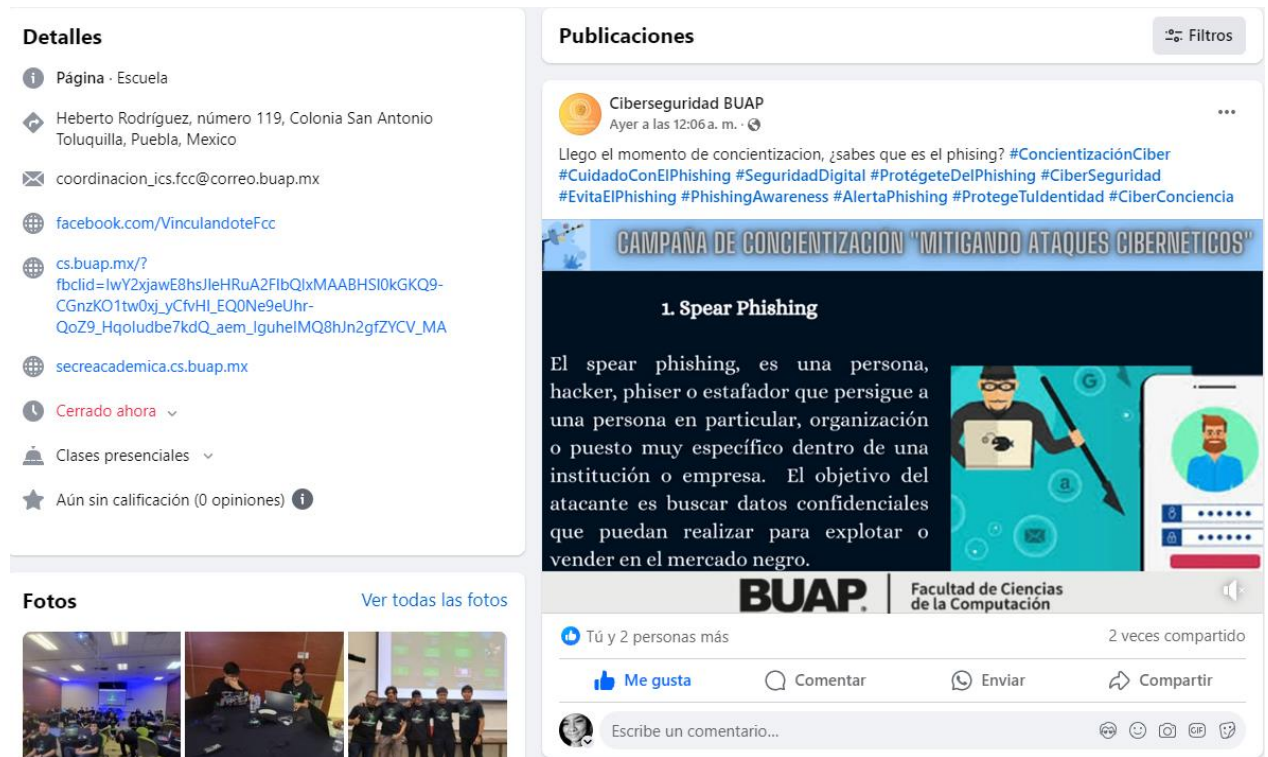 Detalles
Página · Escuela
Heberto Rodríguez, número 119, Colonia San Antonio
Toluquilla, Puebla, Mexico
coordinacion_ics.fcc@correo.buap.mx
facebook.com/VinculandoteFcc
cs.buap.mx/?
fbclid=IwY2xjawE8hsJleHRuA2FlbQIxMAABHSl0kGKQ9-
CGnzKO1tw0xj_yCfvHI_EQ0Ne9eUhr-
QoZ9_Hqoludbe7kdQ_aem_IguheIMQ8hJn2gfZYCV_MA
secreacademica.cs.buap.mx
Cerrado ahora
Clases presenciales
Aún sin calificación (0 opiniones)
Fotos
Ver todas las fotos
Publicaciones
Filtros
Ciberseguridad BUAP
Ayer a las 12:06 a. m. ·
Llego el momento de concientizacion, ¿sabes que es el phising? #ConcientizaciónCiber
#CuidadoConElPhishing #SeguridadDigital #ProtégeteDelPhishing #CiberSeguridad
#EvitaElPhishing #PhishingAwareness #AlertaPhishing #ProtegeTuIdentidad #CiberConciencia
CAMPAÑA DE CONCIENTIZACIÓN "MITIGANDO ATAQUES CIBERNÉTICOS"
1. Spear Phishing
El spear phishing, es una persona,
hacker, phiser o estafador que persigue a
una persona en particular, organización
o puesto muy específico dentro de una
institución o empresa. El objetivo del
atacante es buscar datos confidenciales
que puedan realizar para explotar o
vender en el mercado negro.
G
a
BUAP
Facultad de Ciencias
de la Computación
Tú y 2 personas más
2 veces compartido
Me gusta
Comentar
Enviar
Compartir
Escribe un comentario...
GIF